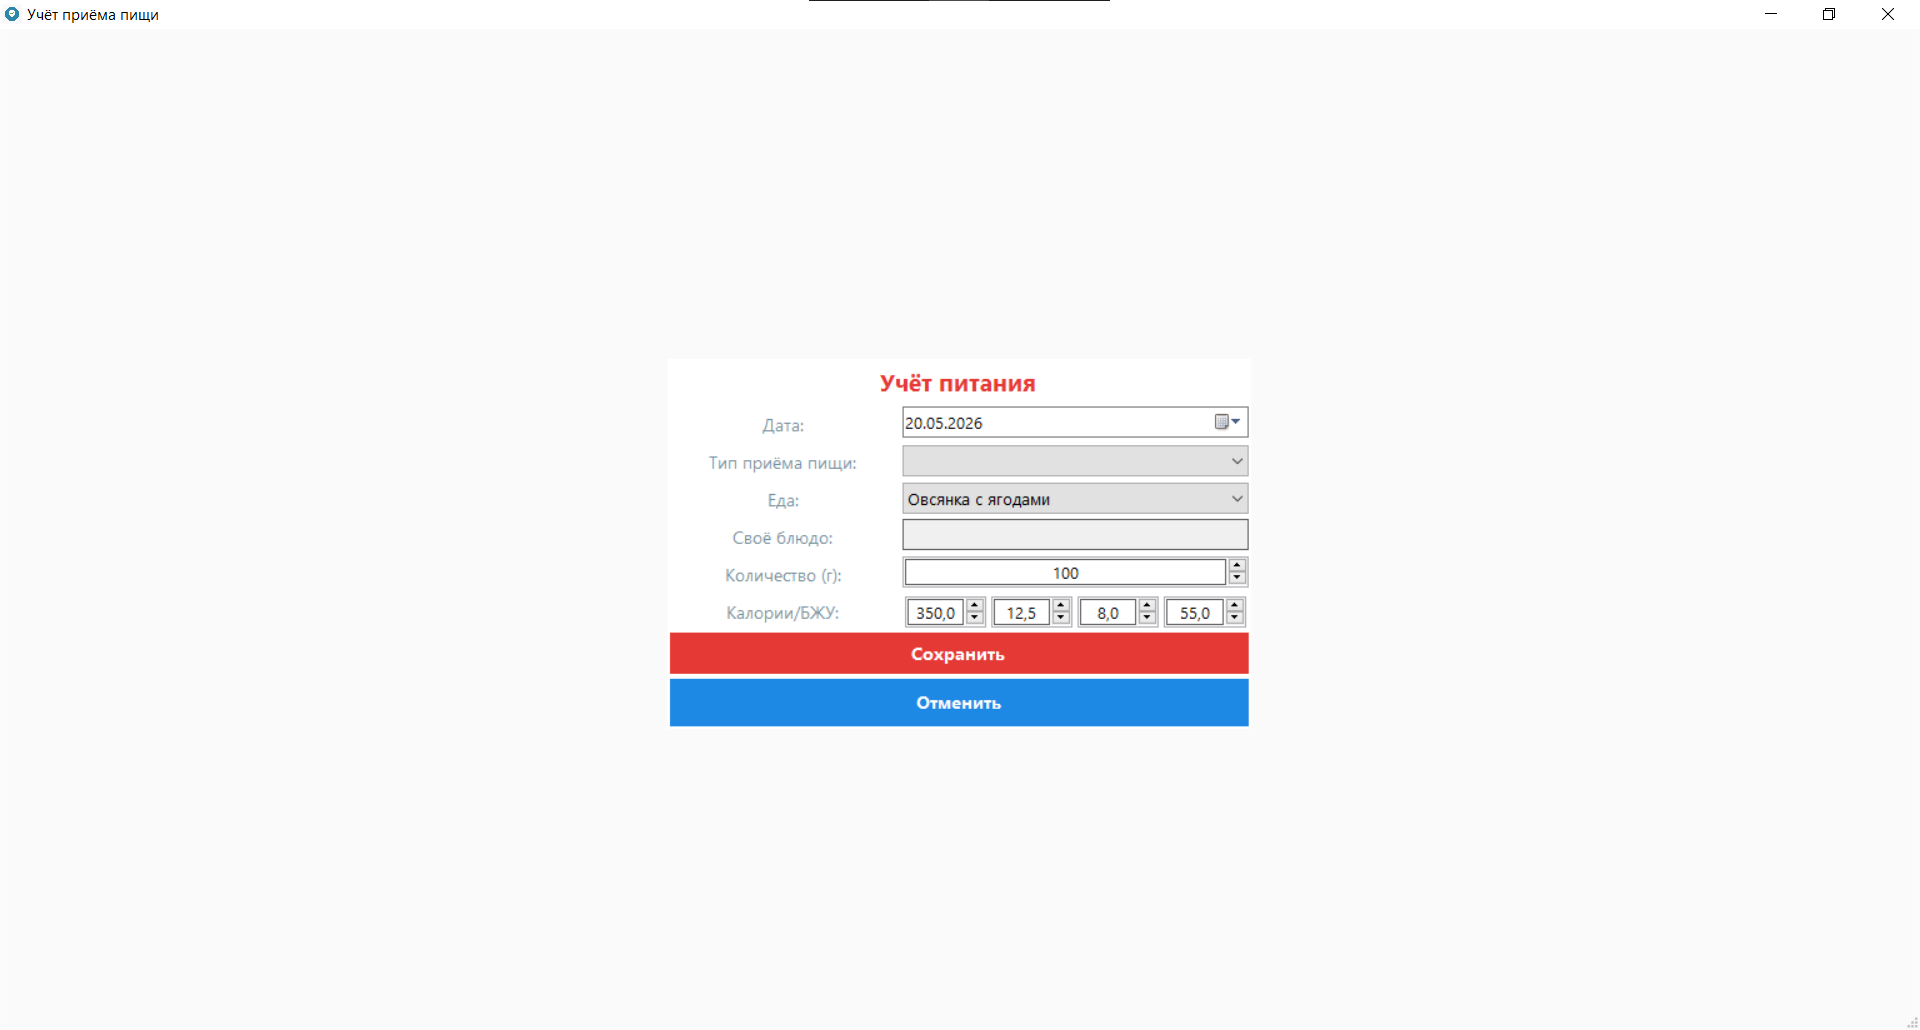 Учёт приёма пищи
Учёт питания
Дата: 20.05.2026
Тип приёма пищи:
Еда: Овсянка с ягодами
Своё блюдо:
Количество (г): 100
Калории/БЖУ: 350,0 12,5 8,0 55,0
Сохранить
Отменить